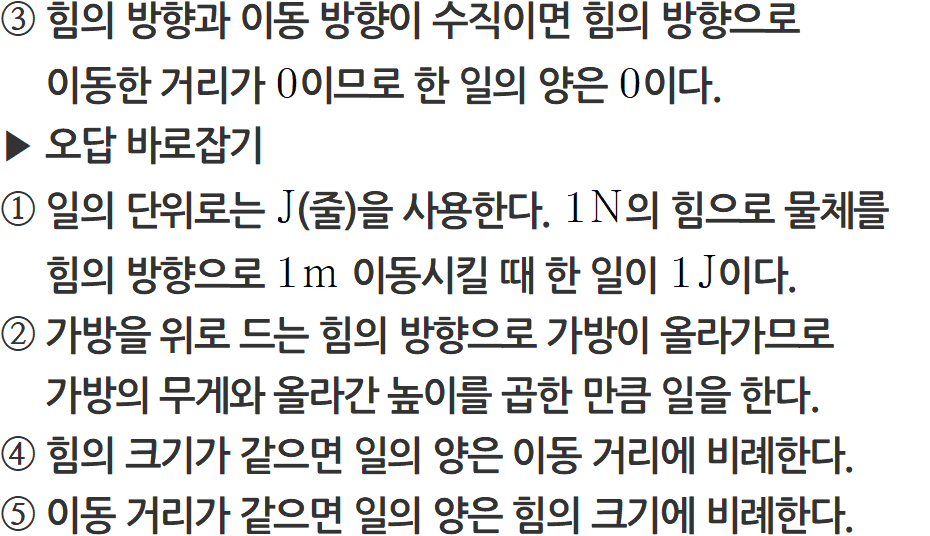 ③ 힘의 방향과 이동 방향이 수직이면 힘의 방향으로
이동한 거리가 0이므로 한 일의 양은 0이다.
▶ 오답 바로잡기
① 일의 단위로는 J(줄)을 사용한다. 1N의 힘으로 물체를
힘의 방향으로 1m 이동시킬 때 한 일이 1J이다.
② 가방을 위로 드는 힘의 방향으로 가방이 올라가므로
가방의 무게와 올라간 높이를 곱한 만큼 일을 한다.
④ 힘의 크기가 같으면 일의 양은 이동 거리에 비례한다.
⑤ 이동 거리가 같으면 일의 양은 힘의 크기에 비례한다.